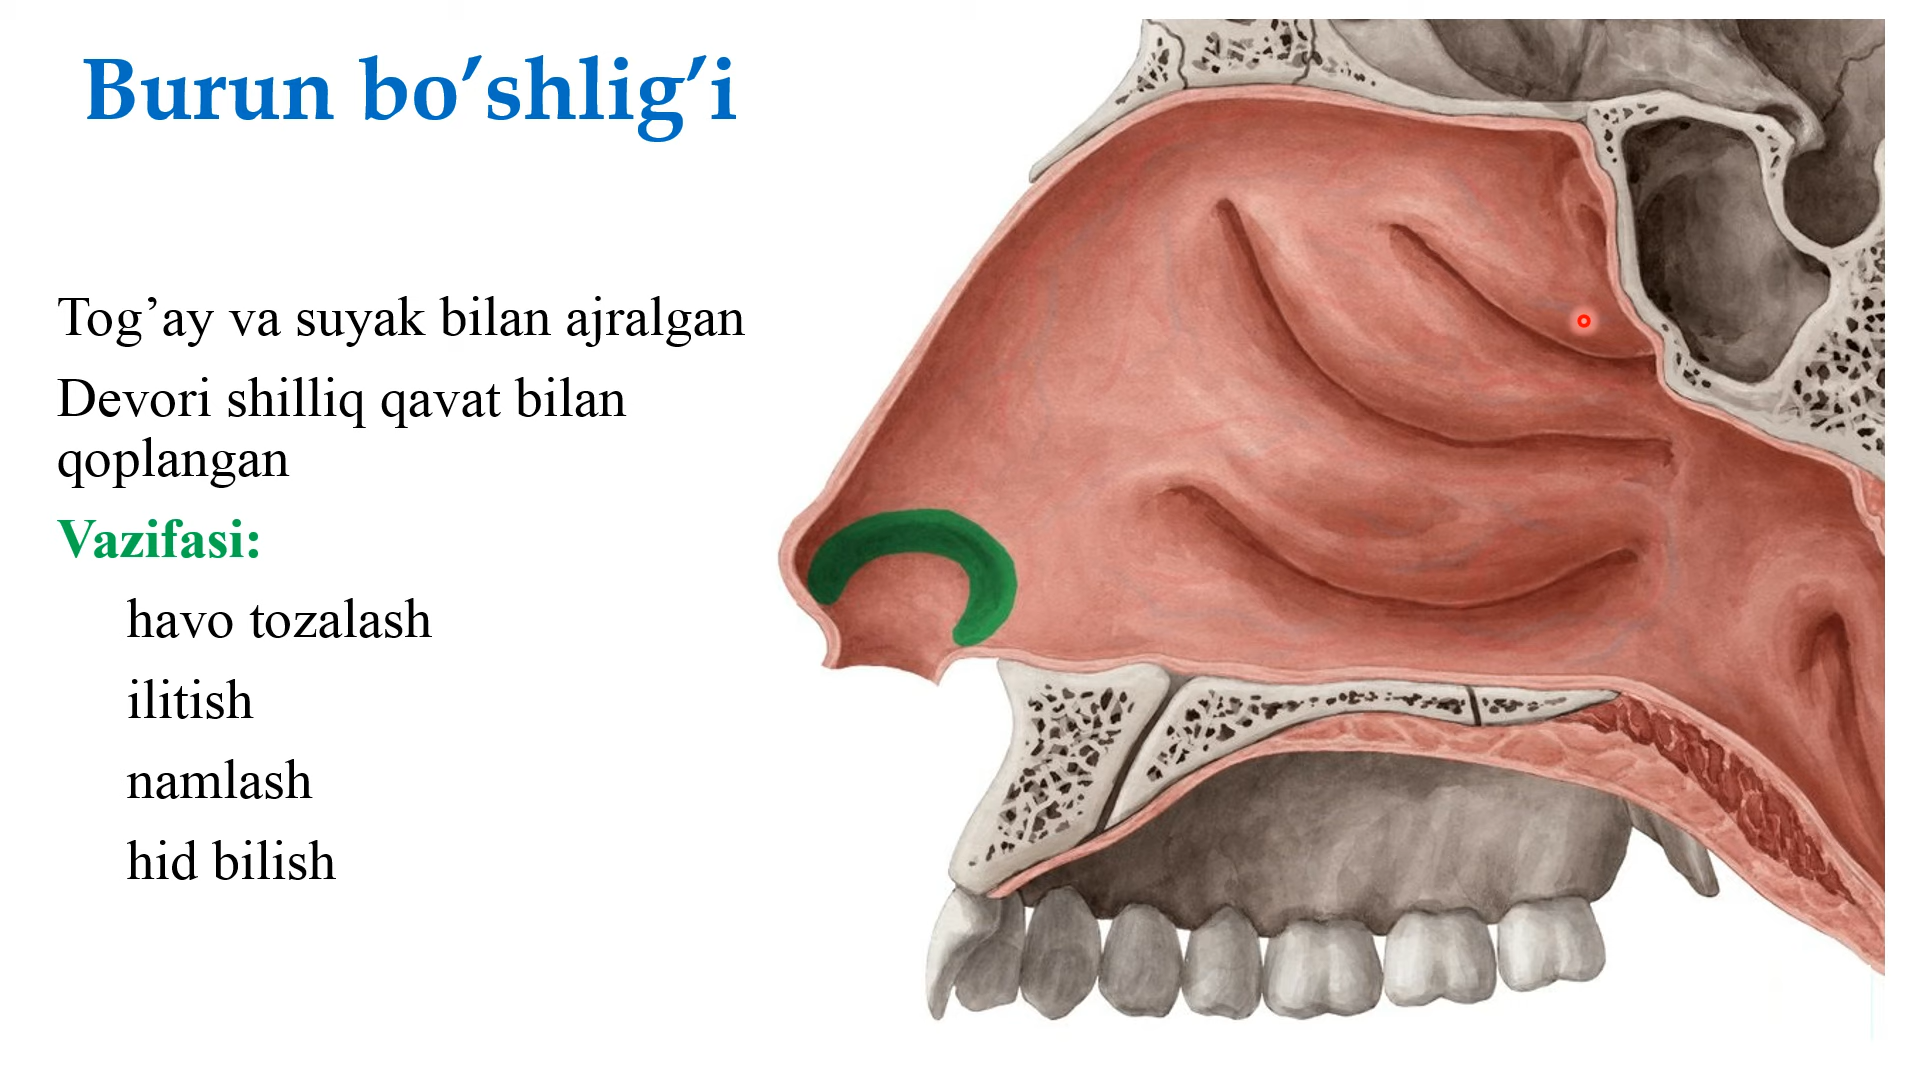 Burun bo’shlig’i
Tog’ay va suyak bilan ajralgan
Devori shilliq qavat bilan
qoplangan
Vazifasi:
havo tozalash
ilitish
namlash
hid bilish